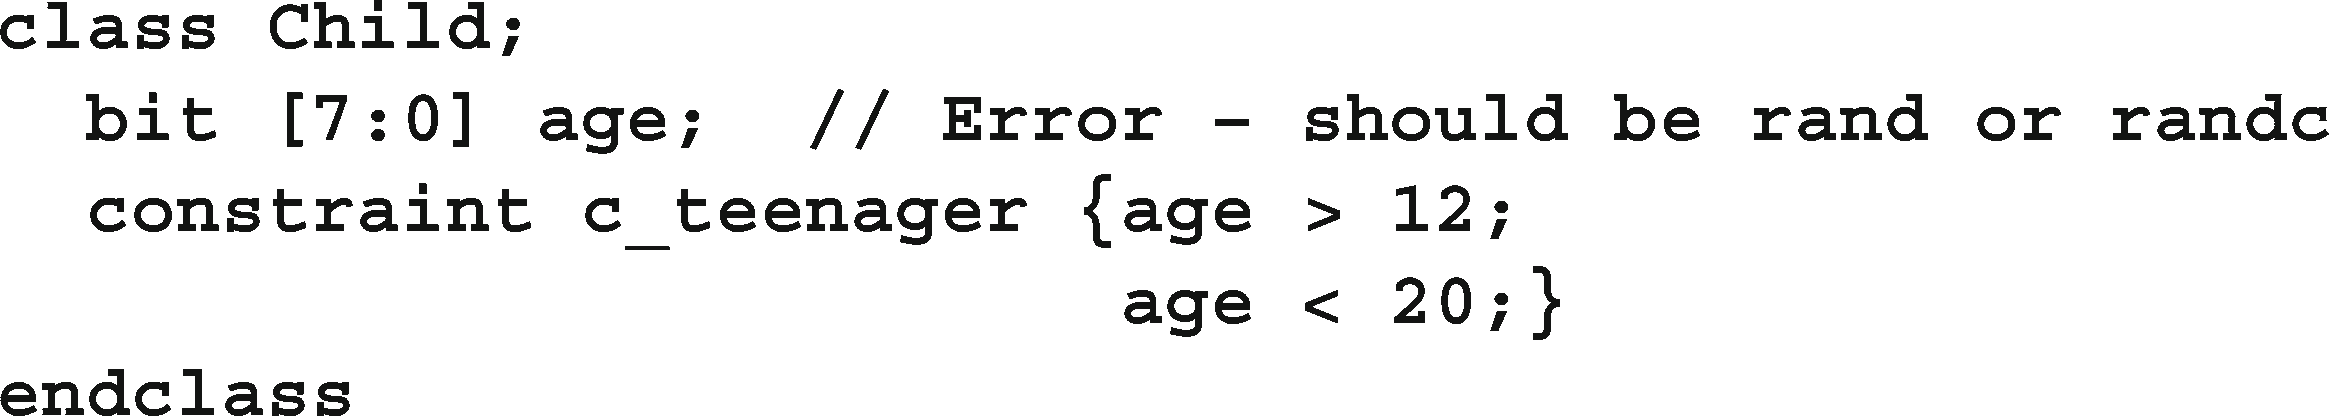 class Child;
  bit [7:0] age;  // Error – should be rand or randc
  constraint c_teenager {age > 12;
                         age < 20;}
endclass